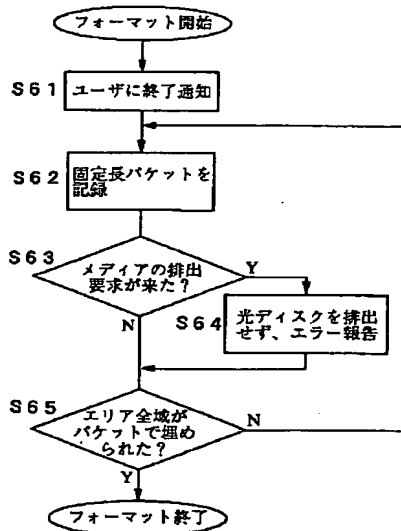 フォーマット開始
S61
ユーザに終了通知
S62
固定長パケットを
記録
S63
メディアの排出
要求が来た?
Y
N
S64
光ディスクを排出
せず、エラー報告
S65
エリア全域が
パケットで埋め
られた?
N
Y
フォーマット終了